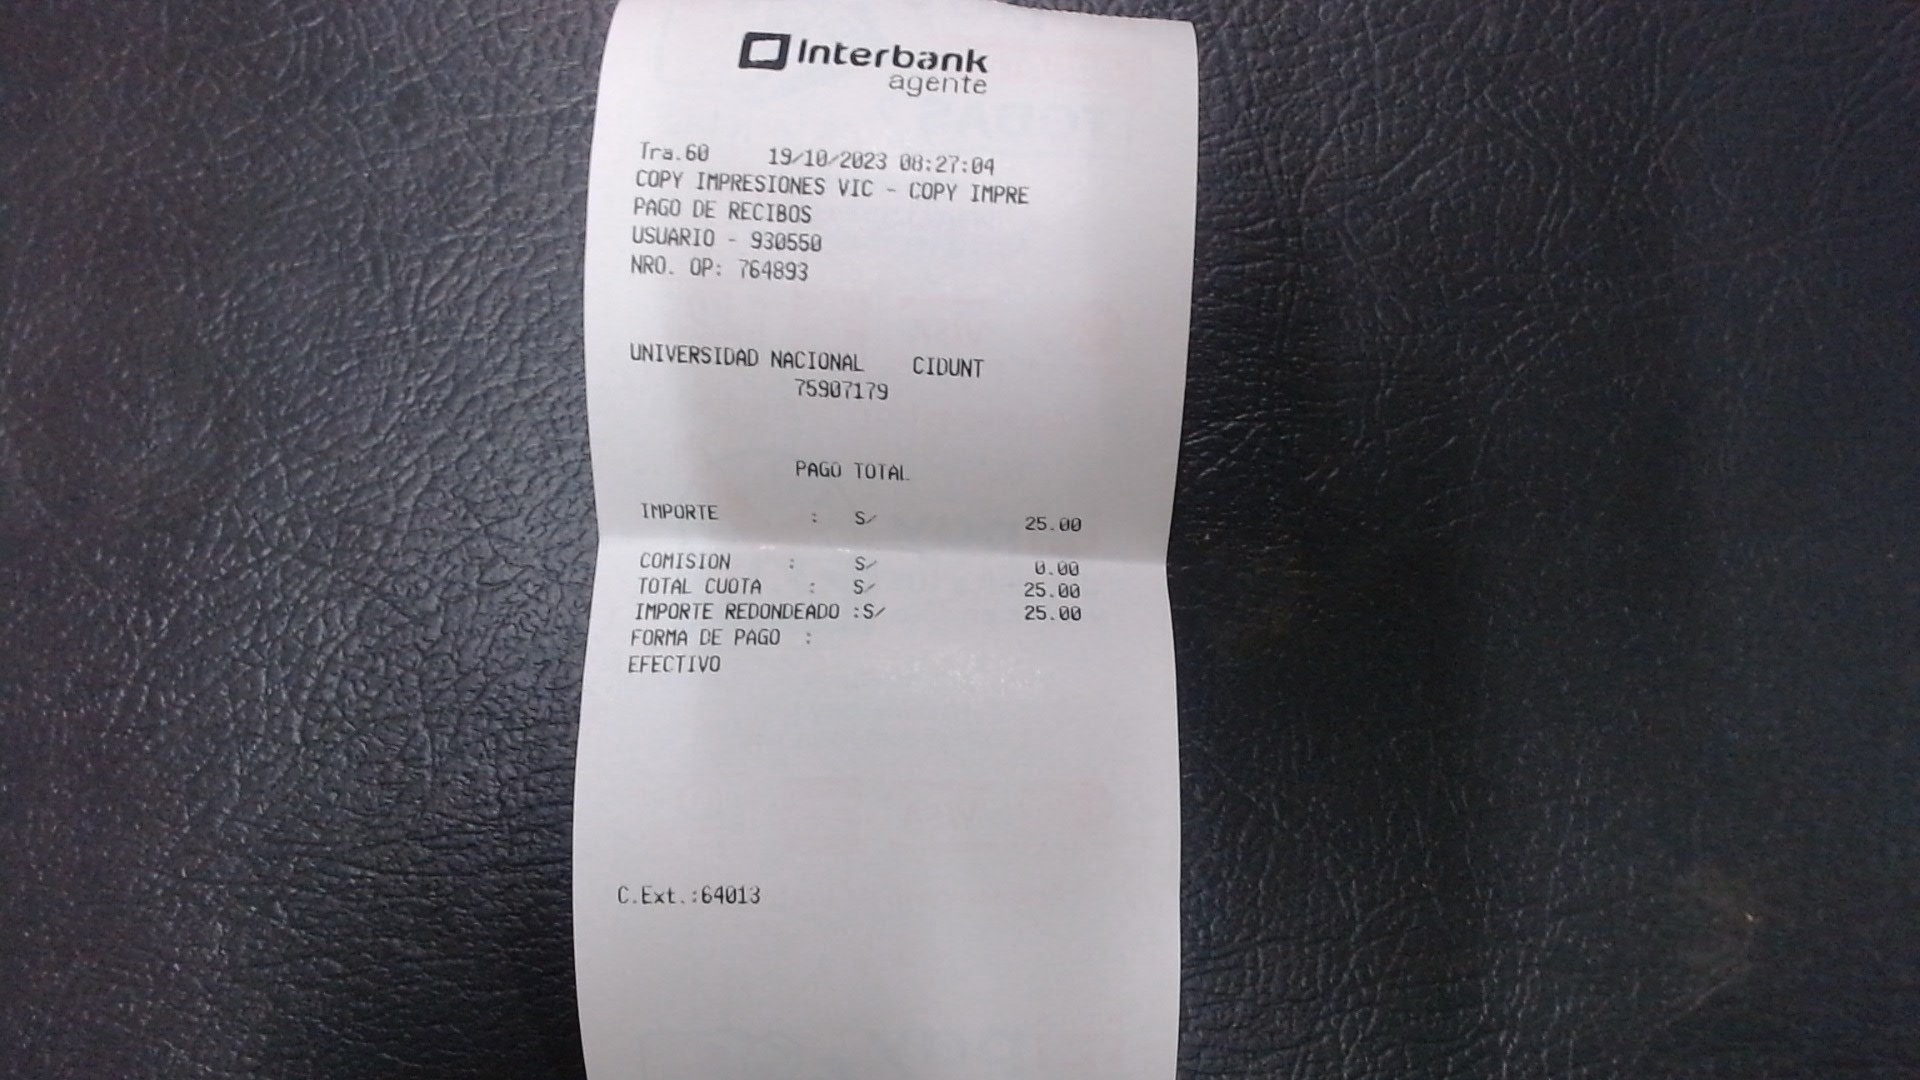 Interbank
agente
Tra.60 19/10/2023 08:27:04
COPY IMPRESIONES VIC - COPY IMPRE
PAGO DE RECIBOS
USUARIO - 930550
NRO. OP: 764893
UNIVERSIDAD NACIONAL CIDUNT
75907179
PAGO TOTAL
IMPORTE : S/ 25.00
COMISION : S/ 0.00
TOTAL CUOTA : S/ 25.00
IMPORTE REDONDEADO :S/ 25.00
FORMA DE PAGO :
EFECTIVO
C.Ext.:64013